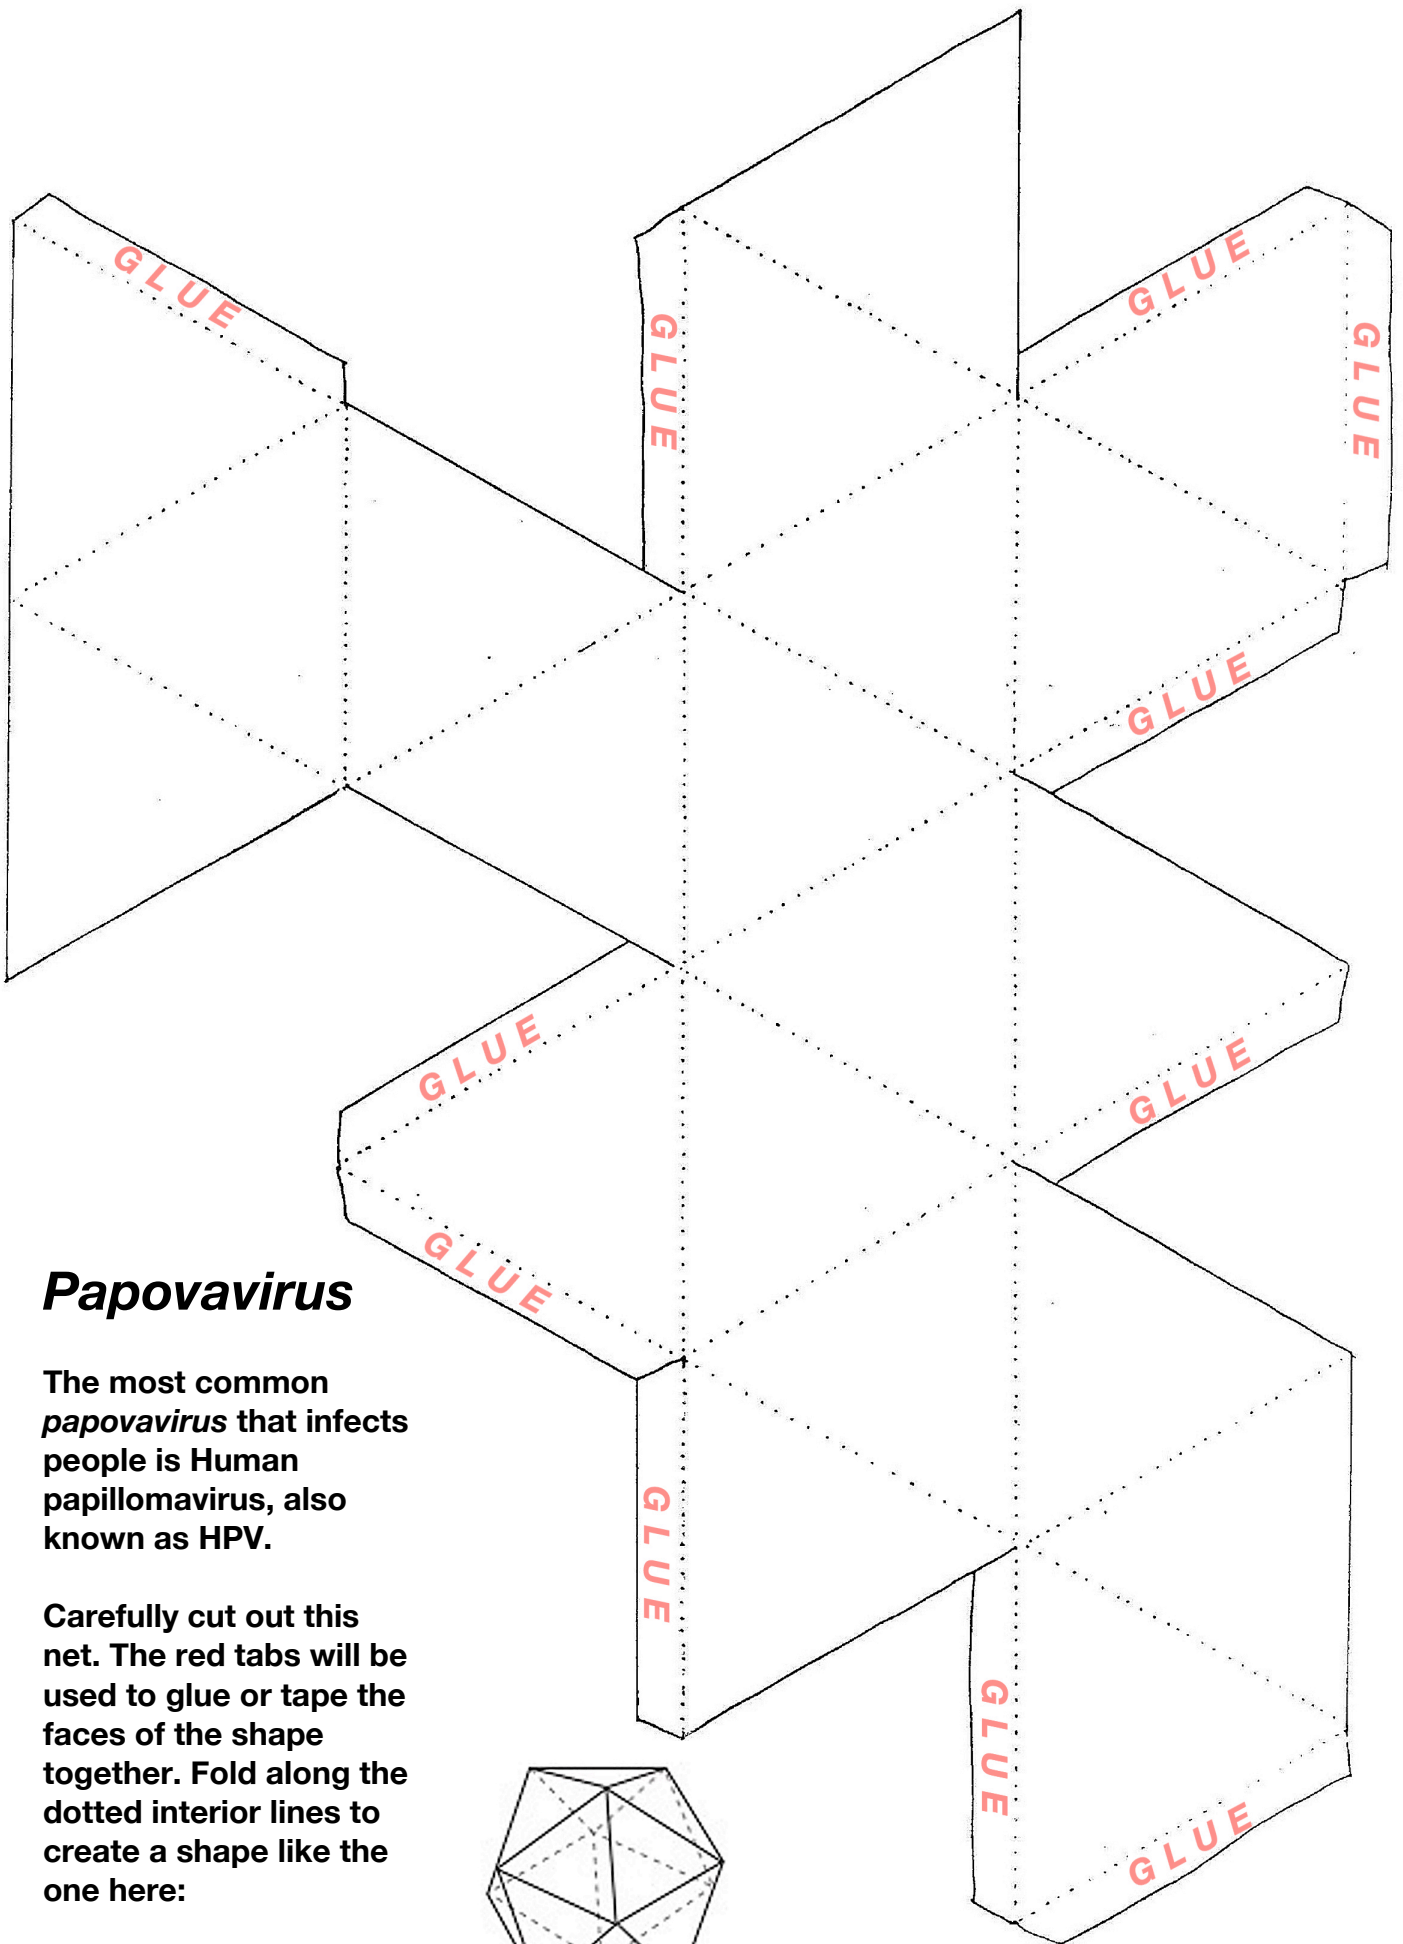 GLUE
GLUE
GLUE
GLUE
GLUE
GLUE
GLUE
GLUE
GLUE
GLUE
GLUE
Papovavirus
The most common
papovavirus that infects
people is Human
papillomavirus, also
known as HPV.
Carefully cut out this
net. The red tabs will be
used to glue or tape the
faces of the shape
together. Fold along the
dotted interior lines to
create a shape like the
one here: